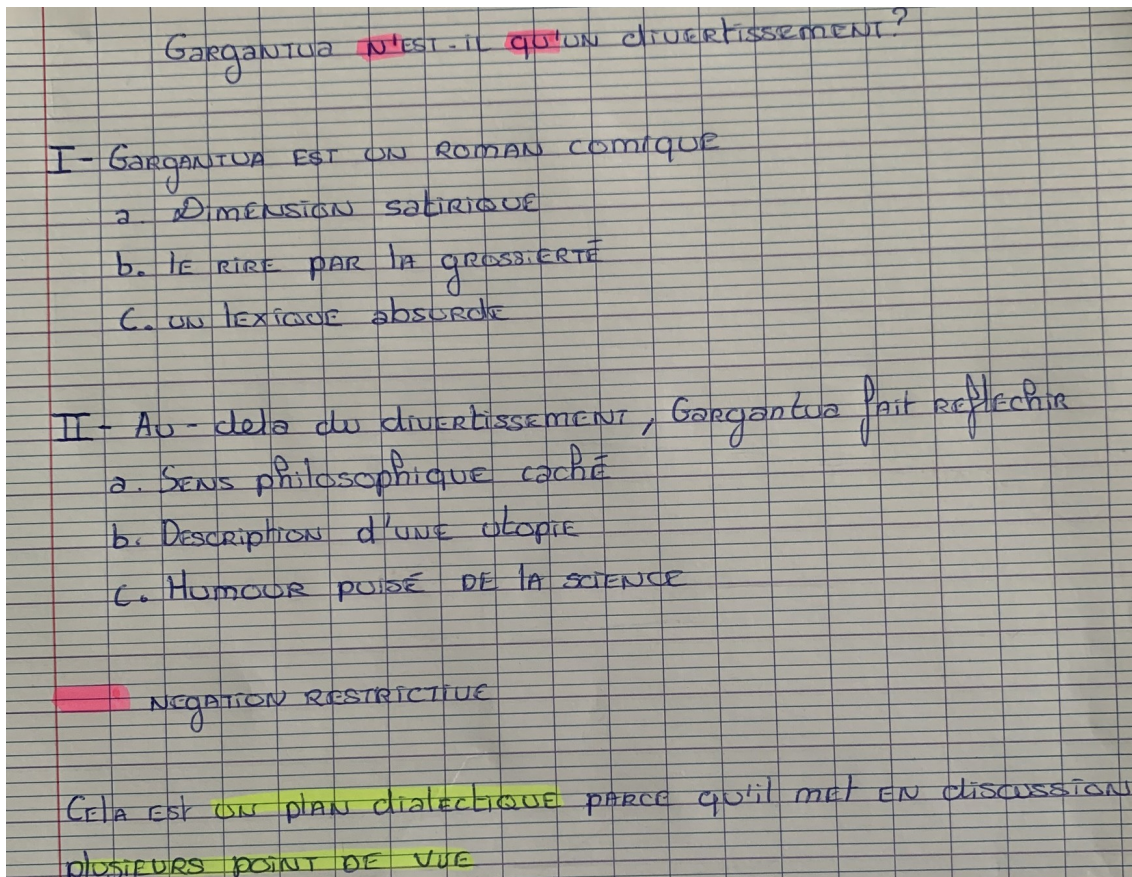 Gargantua n'est-il qu'un divertissement?
I - Gargantua est un roman comique
a. Dimension satirique
b. le rire par la grossierté
c. un lexique absurde
II - Au-dela du divertissement, Gargantua fait reflechir
a. Sens philosophique caché
b. Description d'une utopie
c. Humour puisé de la science
Negation restrictive
Cela est un plan dialectique parce qu'il met en discussion
plusieurs point de vue